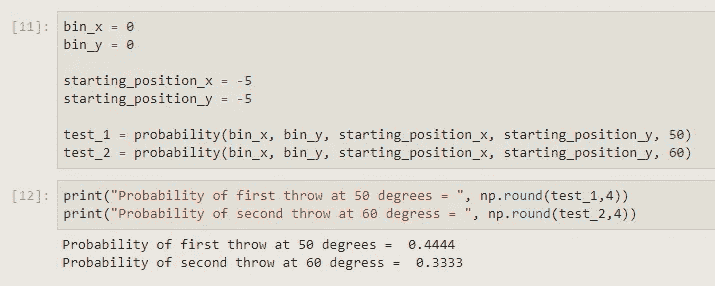 [11]: bin_x = 0
bin_y = 0
starting_position_x = -5
starting_position_y = -5
test_1 = probability(bin_x, bin_y, starting_position_x, starting_position_y, 50)
test_2 = probability(bin_x, bin_y, starting_position_x, starting_position_y, 60)
[12]: print("Probability of first throw at 50 degrees = ", np.round(test_1,4))
print("Probability of second throw at 60 degress = ", np.round(test_2,4))
Probability of first throw at 50 degrees =  0.4444
Probability of second throw at 60 degress =  0.3333